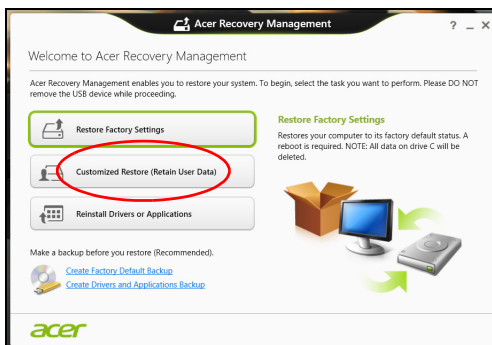 Acer Recovery Management
? _ ×
Welcome to Acer Recovery Management
Acer Recovery Management enables you to restore your system. To begin, select the task you want to perform. Please DO NOT
remove the USB device while proceeding.
Restore Factory Settings
Customized Restore (Retain User Data)
Reinstall Drivers or Applications
Restore Factory Settings
Restores your computer to its factory default status. A
reboot is required. NOTE: All data on drive C will be
deleted.
Make a backup before you restore (Recommended).
Create Factory Default Backup
Create Drivers and Applications Backup
acer